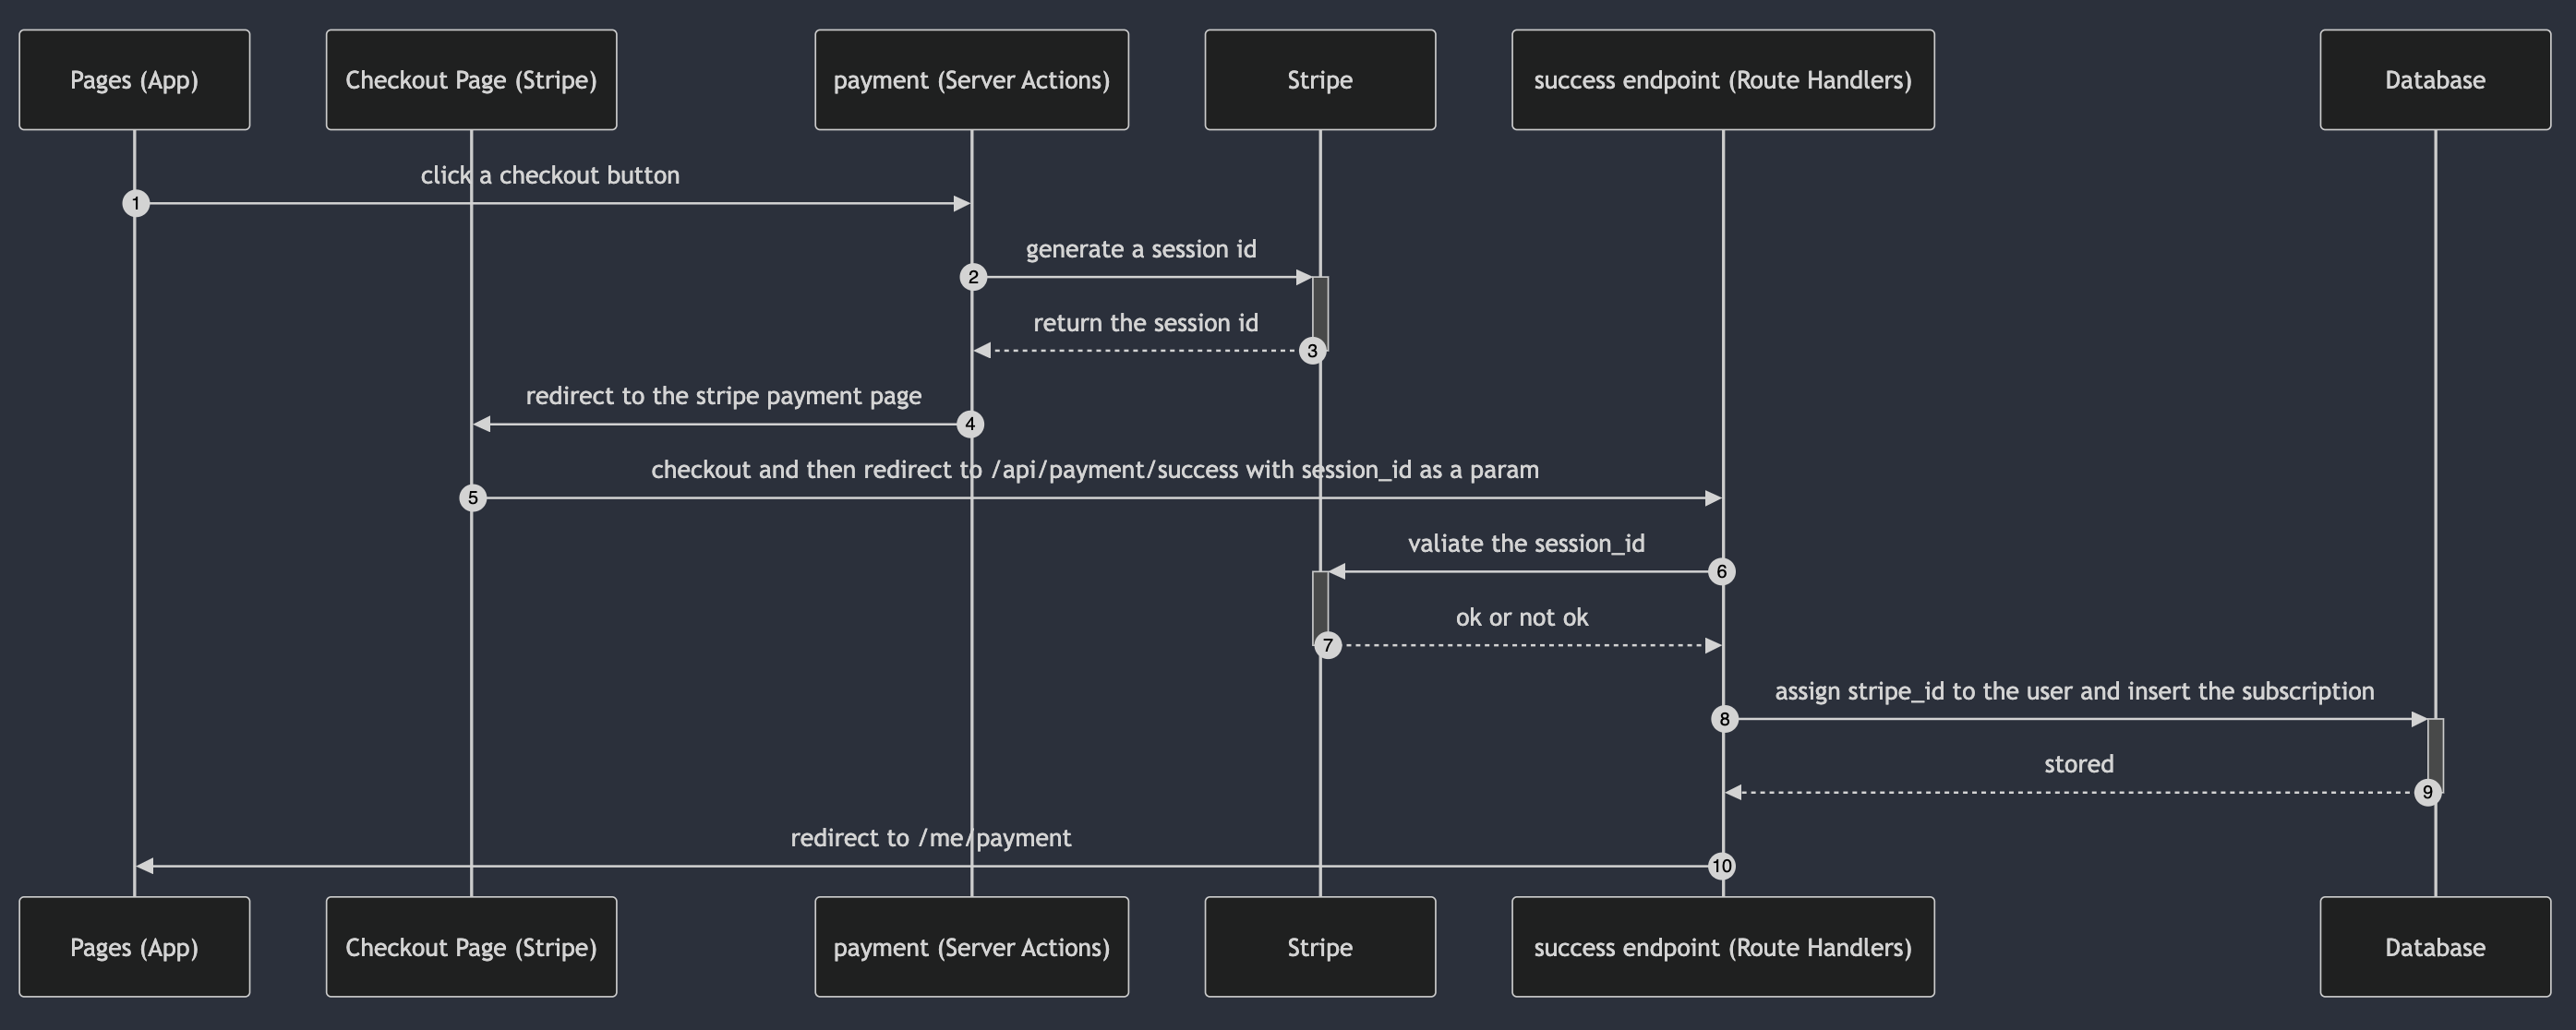 Pages (App)
Checkout Page (Stripe)
payment (Server Actions)
Stripe
success endpoint (Route Handlers)
Database
click a checkout button
1
generate a session id
2
return the session id
3
redirect to the stripe payment page
4
checkout and then redirect to /api/payment/success with session_id as a param
5
valiate the session_id
6
ok or not ok
7
assign stripe_id to the user and insert the subscription
8
stored
9
redirect to /me/payment
10
Pages (App)
Checkout Page (Stripe)
payment (Server Actions)
Stripe
success endpoint (Route Handlers)
Database